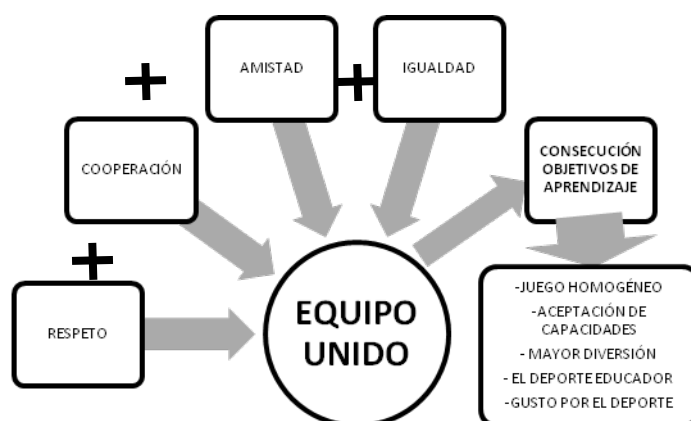 AMISTAD
+
IGUALDAD
+
COOPERACIÓN
+
RESPETO
EQUIPO
UNIDO
CONSECUCIÓN
OBJETIVOS DE
APRENDIZAJE
-JUEGO HOMOGÉNEO
-ACEPTACIÓN DE
CAPACIDADES
- MAYOR DIVERSIÓN
- EL DEPORTE EDUCADOR
-GUSTO POR EL DEPORTE